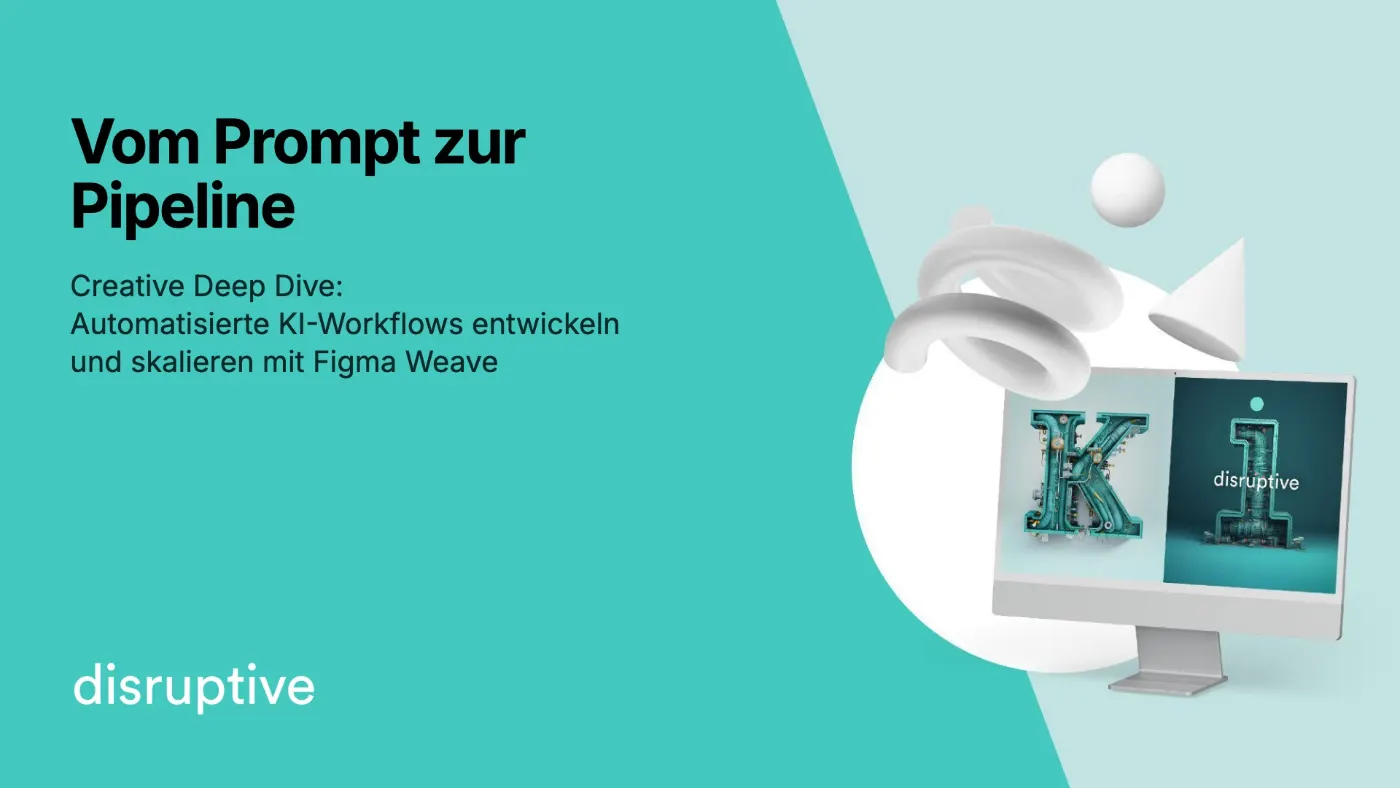 Vom Prompt zur
Pipeline
Creative Deep Dive:
Automatisierte KI-Workflows entwickeln
und skalieren mit Figma Weave
K i
disruptive
disruptive